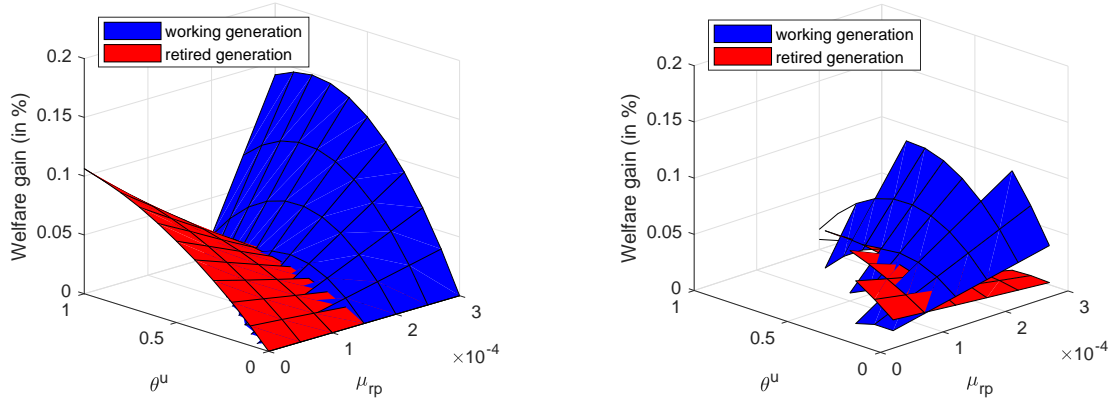 working generation
retired generation
0.2
0.15
0.1
0.05
0
Welfare gain (in %)
1
0.5
0
θᵘ
0
1
2
3
×10⁻⁴
μ_rp
working generation
retired generation
0.2
0.15
0.1
0.05
0
Welfare gain (in %)
1
0.5
0
θᵘ
0
1
2
3
×10⁻⁴
μ_rp